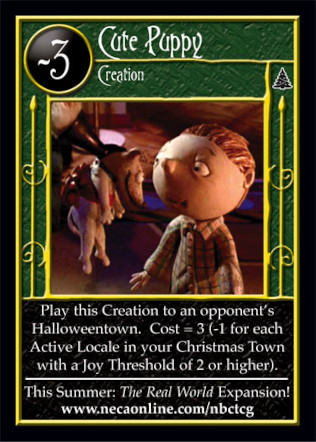 -3
Cute Puppy
Creation
Play this Creation to an opponent's
Halloweentown. Cost = 3 (-1 for each
Active Locale in your Christmas Town
with a Joy Threshold of 2 or higher).
This Summer: The Real World Expansion!
www.necaonline.com/nbctcg